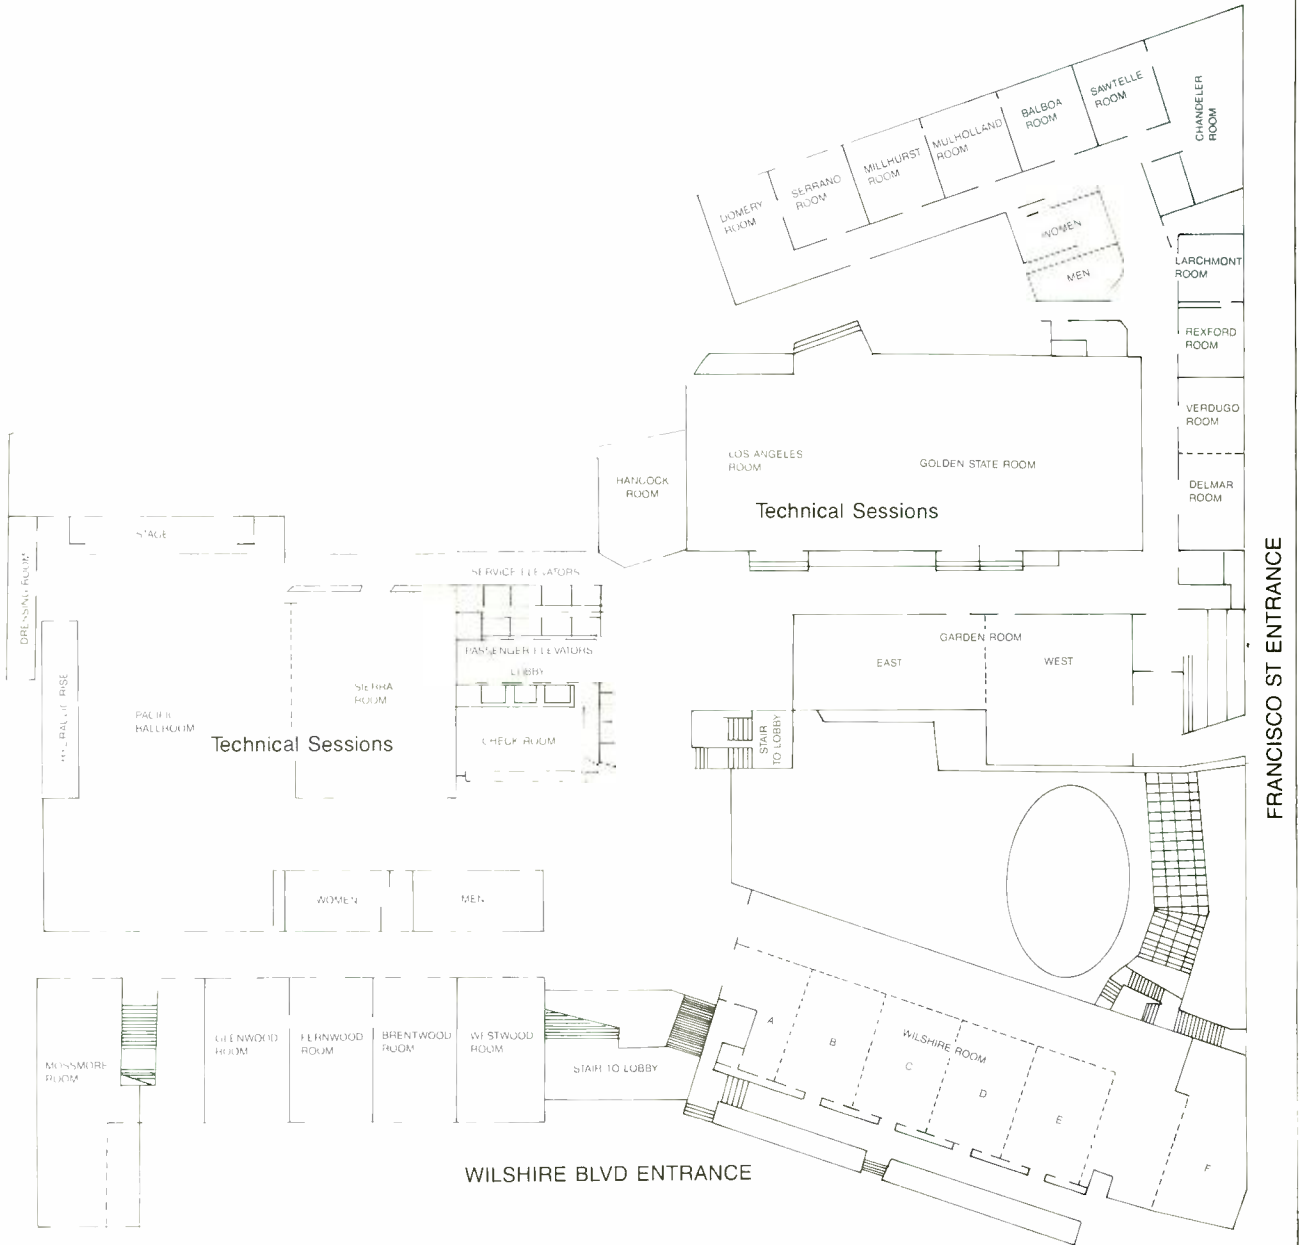 SAWTELLE
ROOM
CHANDELER
ROOM
BALBOA
ROOM
MULHOLLAND
ROOM
MILLHURST
ROOM
SERRANO
ROOM
DOMERY
ROOM
WOMEN
MEN
LARCHMONT
ROOM
REXFORD
ROOM
VERDUGO
ROOM
DELMAR
ROOM
LOS ANGELES
ROOM
GOLDEN STATE ROOM
Technical Sessions
HANCOCK
ROOM
STAGE
DRESSING ROOM
SERVICE ELEVATORS
PASSENGER ELEVATORS
LOBBY
GARDEN ROOM
EAST
WEST
FRANCISCO ST ENTRANCE
SIERRA
ROOM
RISE
PACIFIC
BALLROOM
Technical Sessions
CHECK ROOM
STAIR
TO LOBBY
WOMEN
MEN
GLENWOOD
ROOM
FERNWOOD
ROOM
BRENTWOOD
ROOM
WESTWOOD
ROOM
MOSSMORE
ROOM
STAIR TO LOBBY
WILSHIRE ROOM
A
B
C
D
E
F
WILSHIRE BLVD ENTRANCE